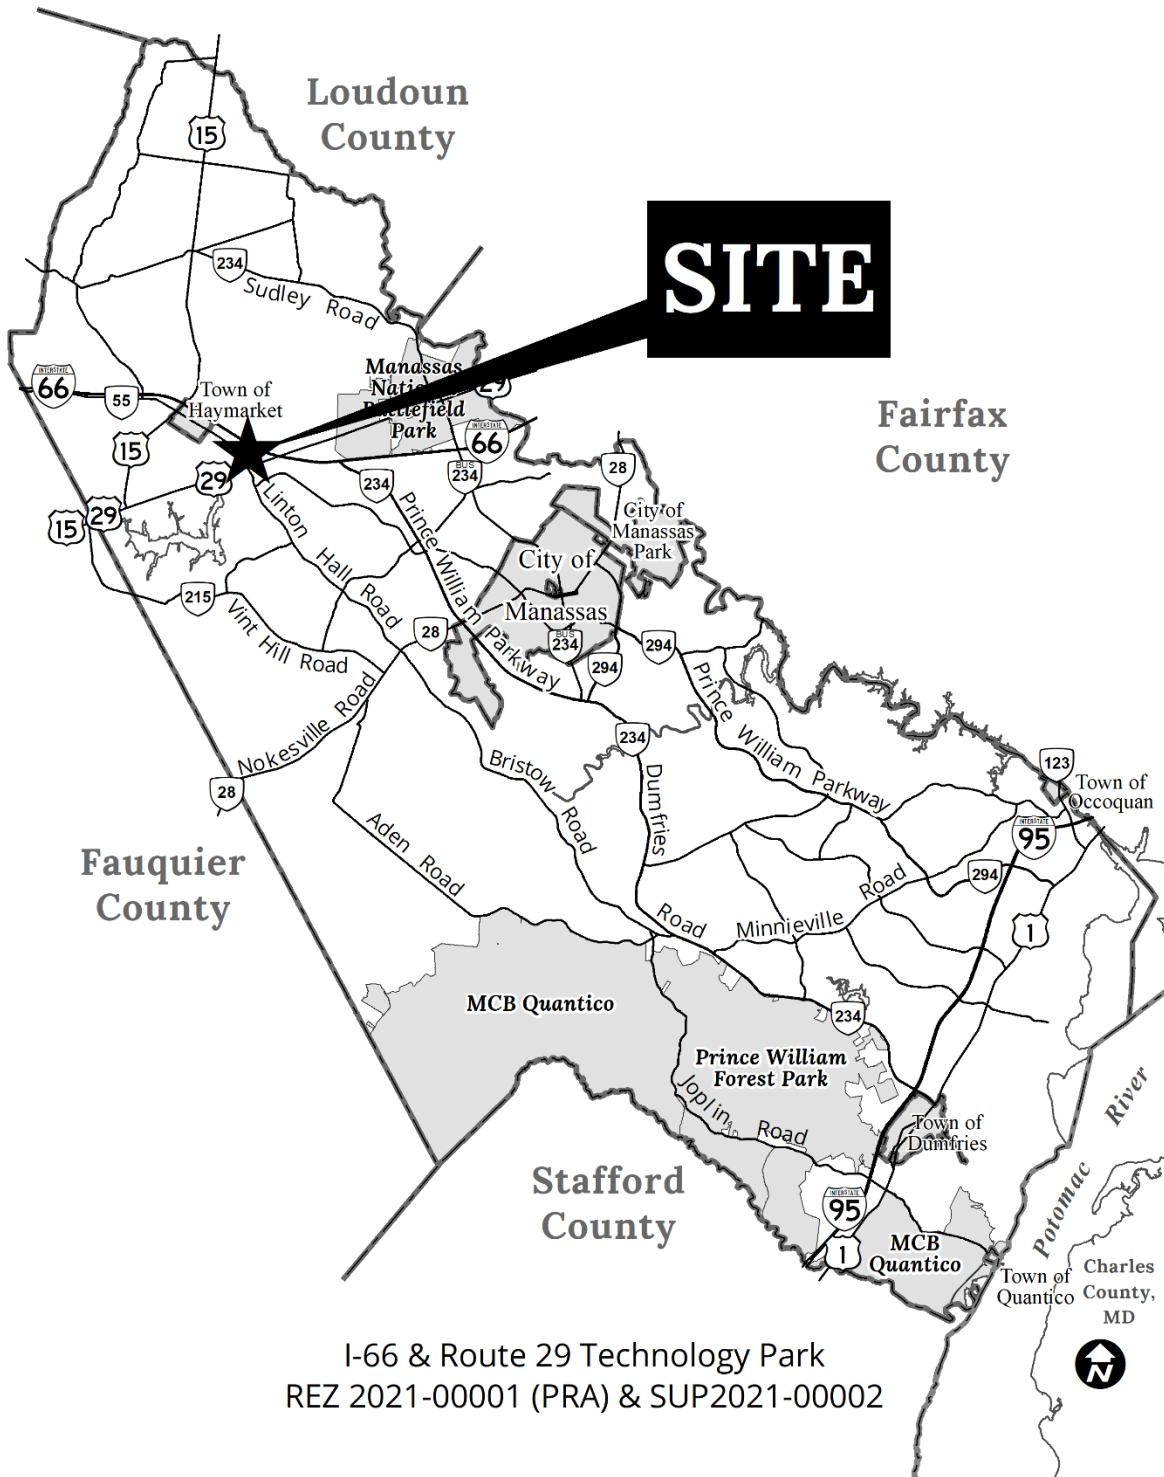 Loudoun
County
15
SITE
234
Sudley Road
Manassas
National
Battlefield
Park
29
INTERSTATE
66
55
Town of
Haymarket
Fairfax
County
INTERSTATE
66
15
29
234
BUS
234
28
29
15
City of
Manassas
Park
Linton Hall Road
Prince William Parkway
City of
Manassas
215
Vint Hill Road
28
BUS
234
294
294
Prince William Parkway
Nokesville Road
234
28
Bristow Road
Dumfries Road
123
Town of
Occoquan
INTERSTATE
95
Aden Road
Fauquier
County
294
Minnieville Road
1
MCB Quantico
234
Prince William
Forest Park
Joplin Road
Town of
Dumfries
Potomac River
Stafford
County
INTERSTATE
95
1
MCB
Quantico
Town of
Quantico
Charles
County,
MD
N
I-66 & Route 29 Technology Park
REZ 2021-00001 (PRA) & SUP2021-00002